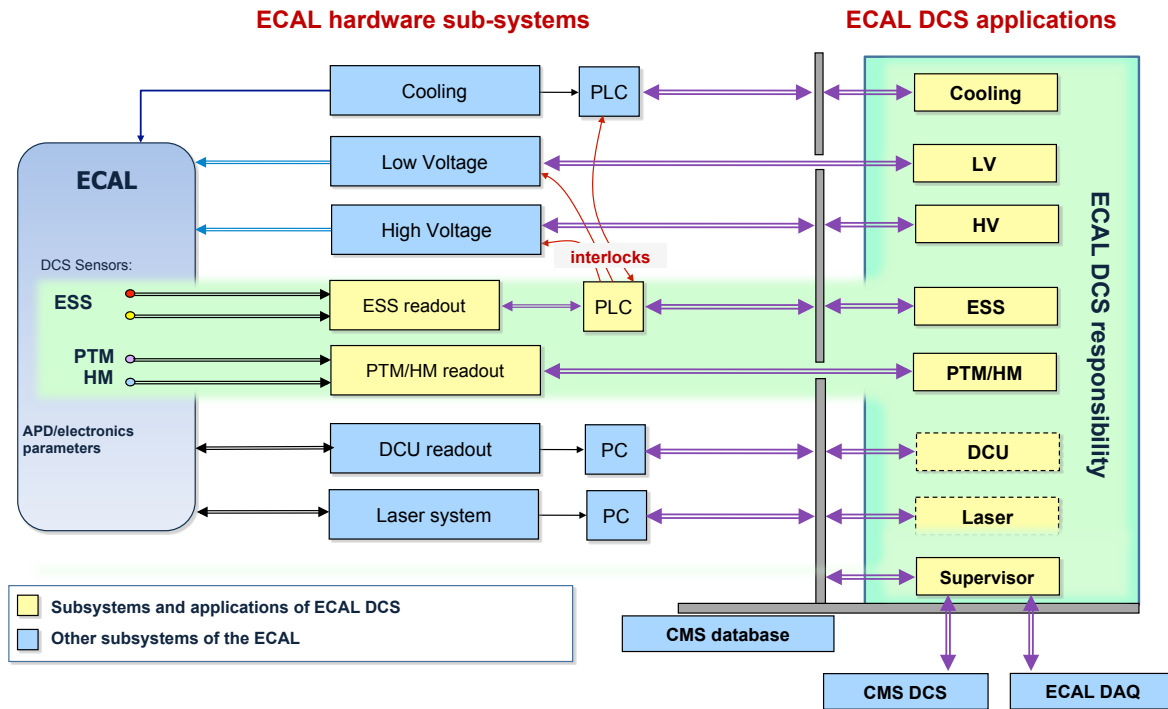 ECAL hardware sub-systems
ECAL DCS applications
Cooling
PLC
Cooling
ECAL
Low Voltage
LV
High Voltage
HV
interlocks
DCS Sensors:
ESS
ESS readout
PLC
ESS
PTM
HM
PTM/HM readout
PTM/HM
APD/electronics
parameters
DCU readout
PC
DCU
Laser system
PC
Laser
Supervisor
ECAL DCS responsibility
Subsystems and applications of ECAL DCS
Other subsystems of the ECAL
CMS database
CMS DCS
ECAL DAQ